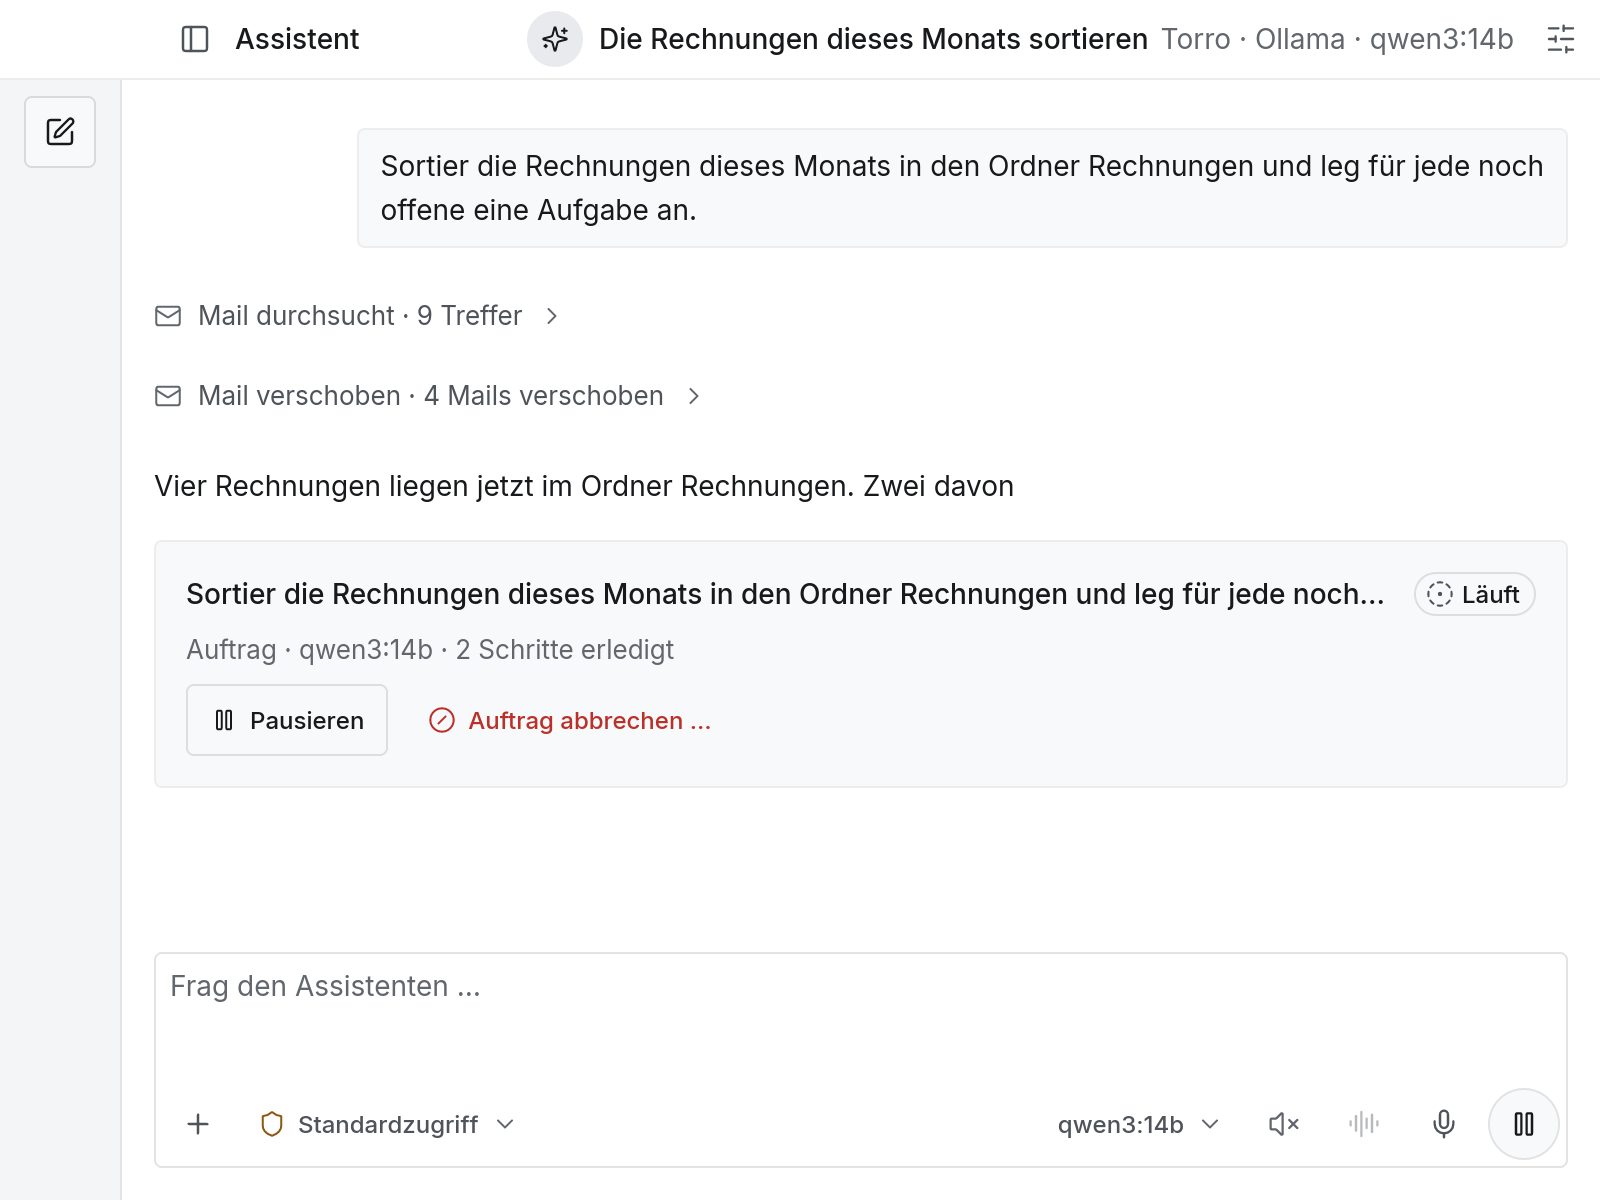 Assistent
Die Rechnungen dieses Monats sortieren Torro · Ollama · qwen3:14b
Sortier die Rechnungen dieses Monats in den Ordner Rechnungen und leg für jede noch
offene eine Aufgabe an.
Mail durchsucht · 9 Treffer
Mail verschoben · 4 Mails verschoben
Vier Rechnungen liegen jetzt im Ordner Rechnungen. Zwei davon
Sortier die Rechnungen dieses Monats in den Ordner Rechnungen und leg für jede noch... Läuft
Auftrag · qwen3:14b · 2 Schritte erledigt
Pausieren Auftrag abbrechen ...
Frag den Assistenten ...
Standardzugriff qwen3:14b